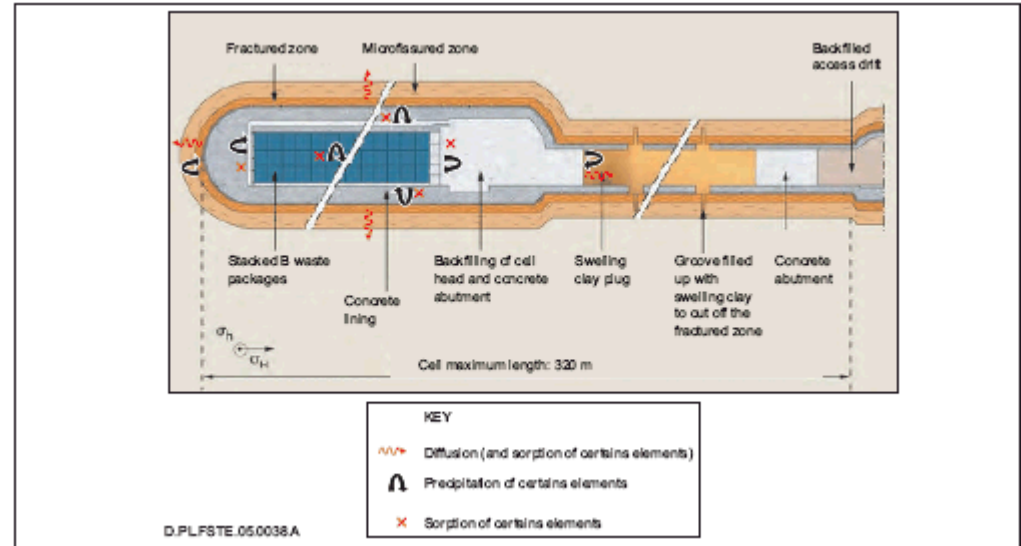 Fractured zone
Microfissured zone
Backfilled
access drift
Stacked B waste
packages
Concrete
lining
Backfilling of cell
head and concrete
abutment
Swelling
clay plug
Groove filled
up with
swelling clay
to cut off the
fractured zone
Concrete
abutment
σh
σH
Cell maximum length: 320 m
KEY
Diffusion (and sorption of certains elements)
Precipitation of certains elements
Sorption of certains elements
D.PLFSTE.05.0038.A